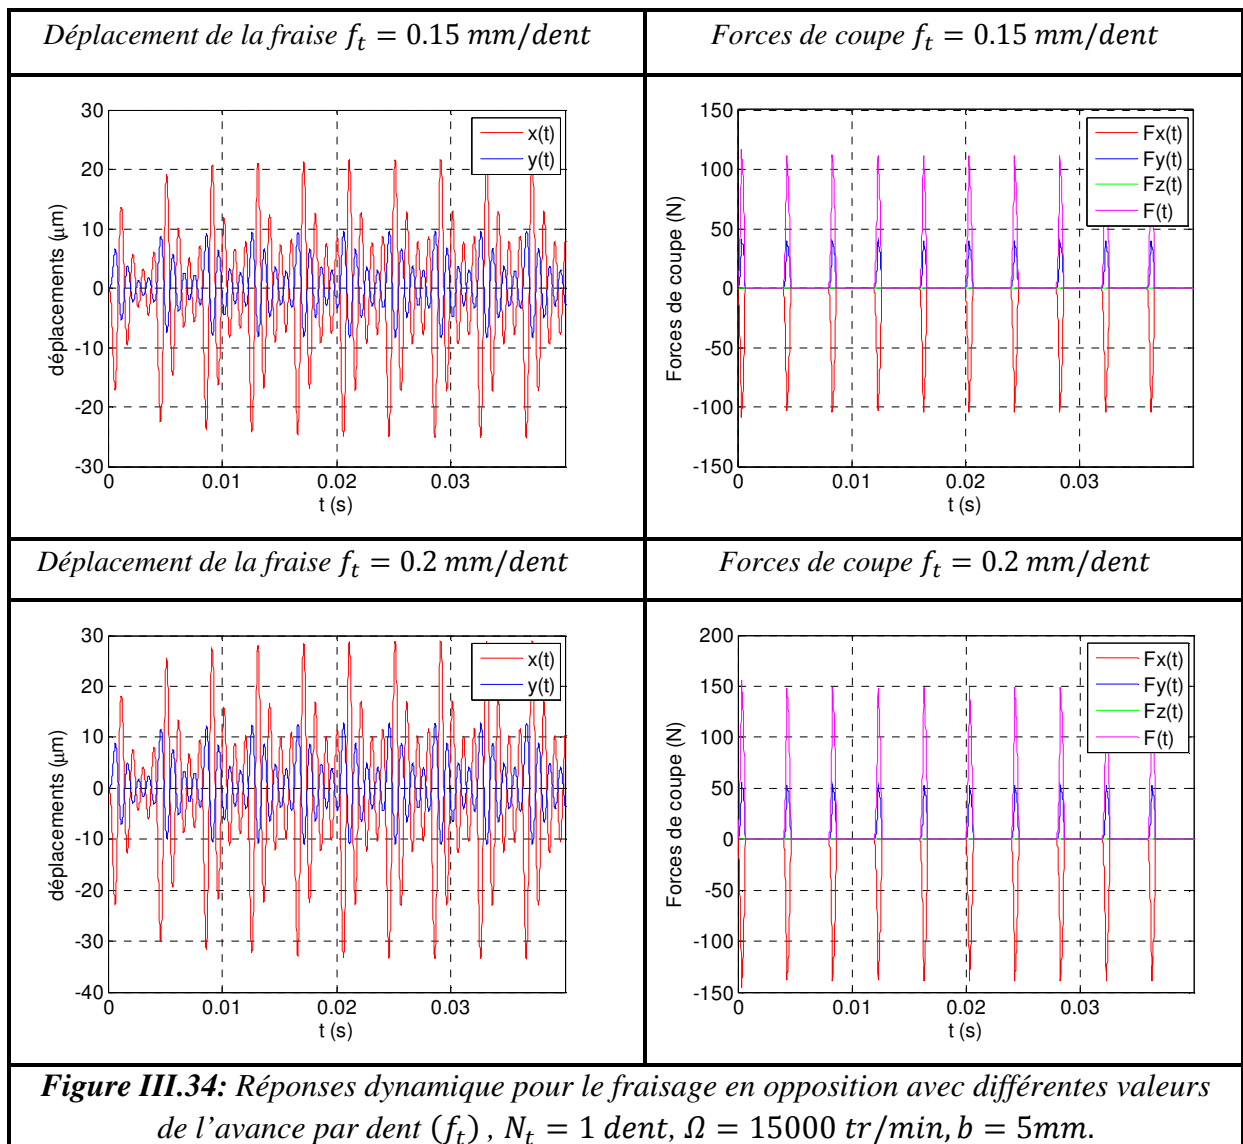 Déplacement de la fraise f_t = 0.15 mm/dent
Forces de coupe f_t = 0.15 mm/dent
30
20
10
0
-10
-20
-30
déplacements (µm)
0
0.01
0.02
0.03
t (s)
x(t)
y(t)
150
100
50
0
-50
-100
-150
Forces de coupe (N)
0
0.01
0.02
0.03
t (s)
Fx(t)
Fy(t)
Fz(t)
F(t)
Déplacement de la fraise f_t = 0.2 mm/dent
Forces de coupe f_t = 0.2 mm/dent
30
20
10
0
-10
-20
-30
-40
déplacements (µm)
0
0.01
0.02
0.03
t (s)
x(t)
y(t)
200
150
100
50
0
-50
-100
-150
Forces de coupe (N)
0
0.01
0.02
0.03
t (s)
Fx(t)
Fy(t)
Fz(t)
F(t)
Figure III.34: Réponses dynamique pour le fraisage en opposition avec différentes valeurs
de l'avance par dent (f_t) , N_t = 1 dent, Ω = 15000 tr/min, b = 5mm.